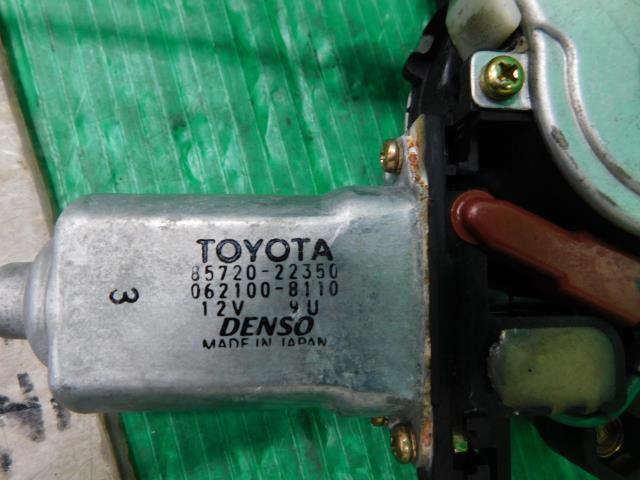 TOYOTA
85720-22350
062100-8110
12V 9U
DENSO
MADE IN JAPAN
3